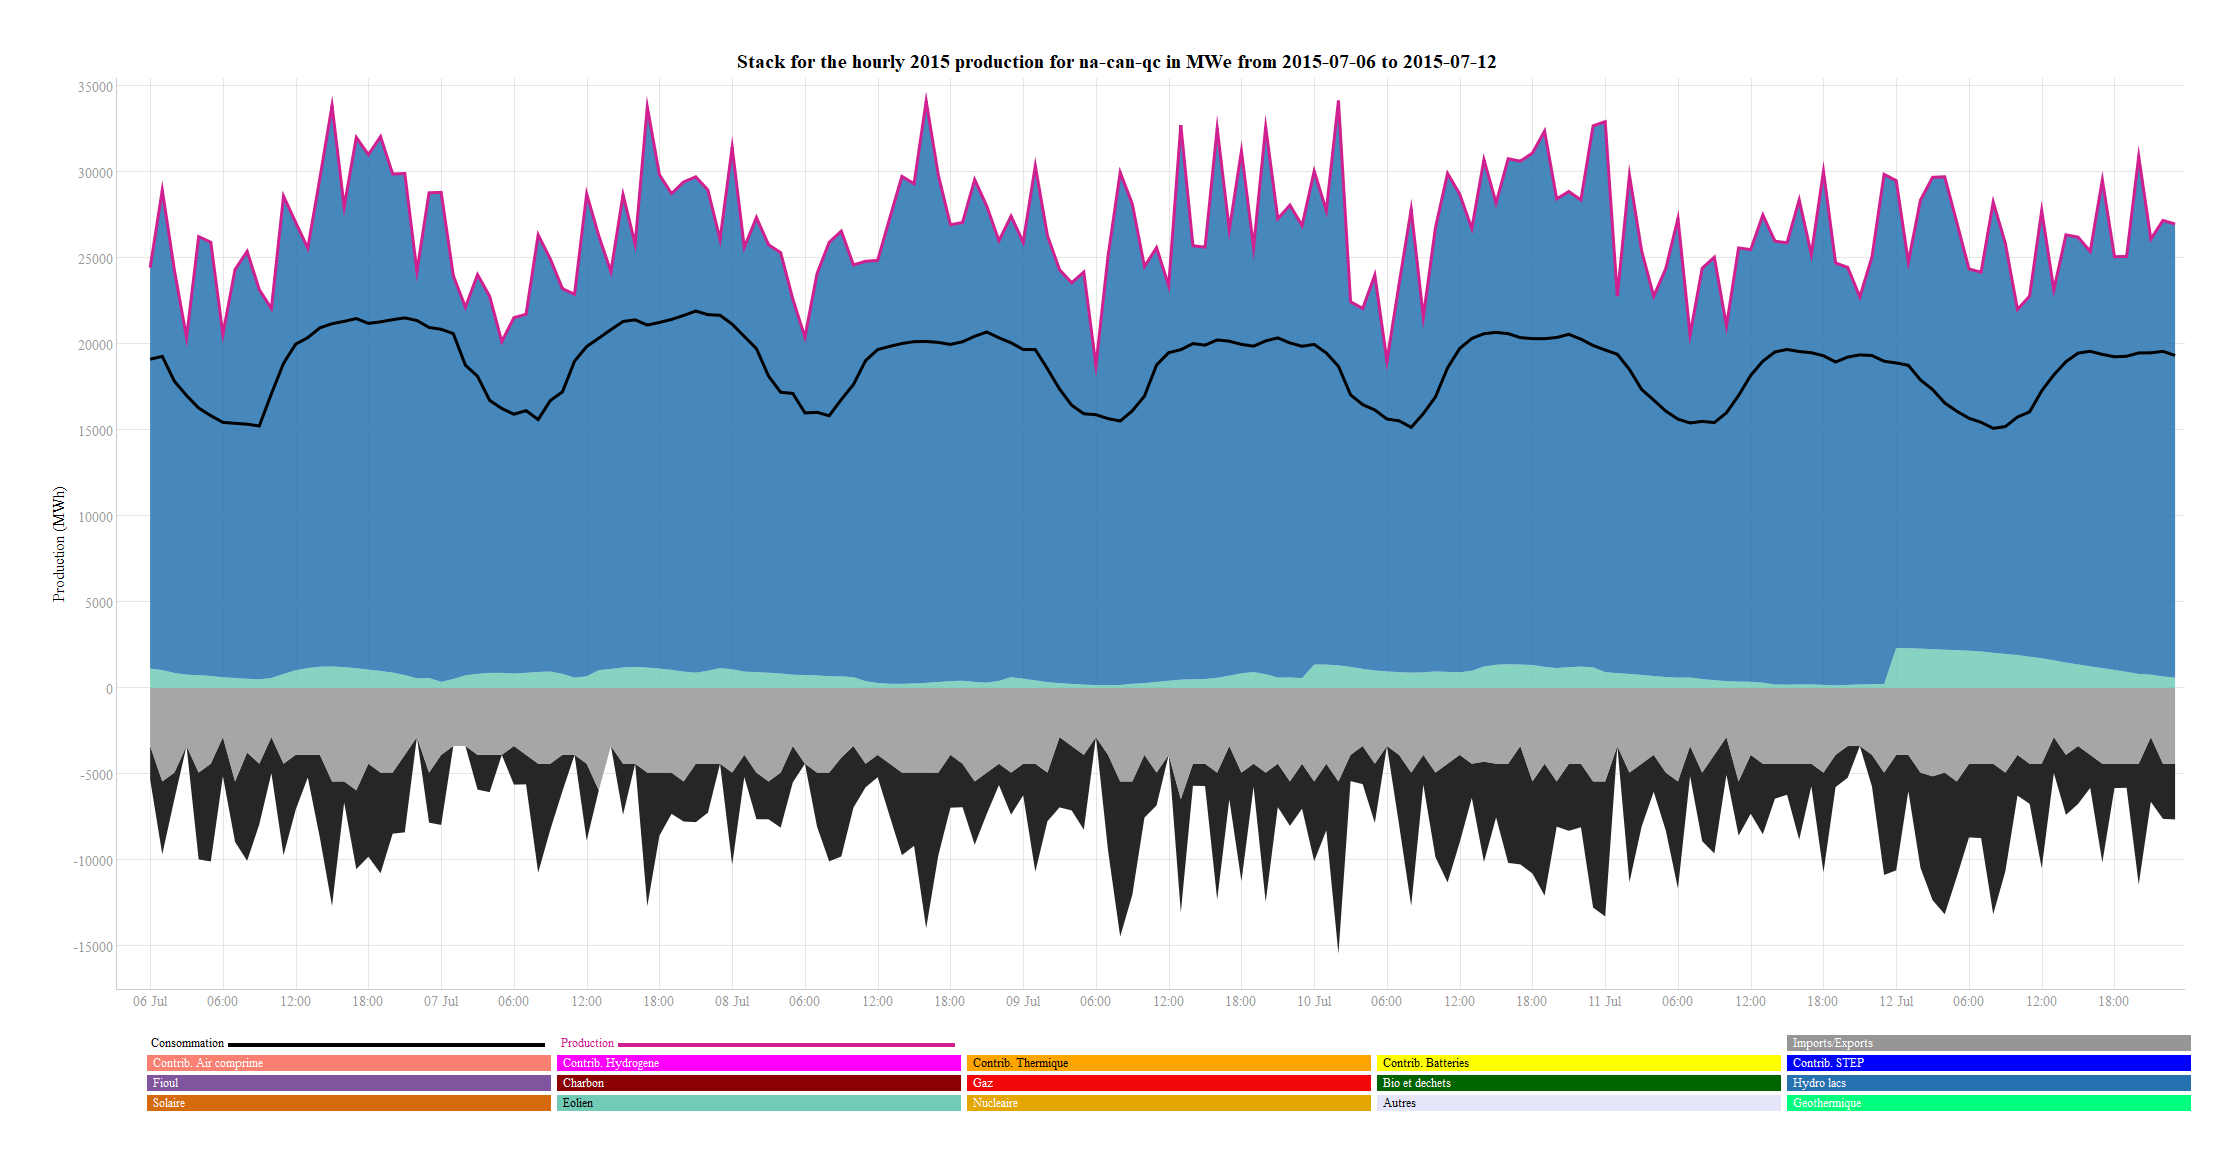 Stack for the hourly 2015 production for na-can-qc in MWe from 2015-07-06 to 2015-07-12
Production (MWh)
35000
30000
25000
20000
15000
10000
5000
0
-5000
-10000
-15000
06 Jul 06:00 12:00 18:00 07 Jul 06:00 12:00 18:00 08 Jul 06:00 12:00 18:00 09 Jul 06:00 12:00 18:00 10 Jul 06:00 12:00 18:00 11 Jul 06:00 12:00 18:00 12 Jul 06:00 12:00 18:00
Consommation Production Imports/Exports
Contrib. Air comprime Contrib. Hydrogene Contrib. Thermique Contrib. Batteries Contrib. STEP
Fioul Charbon Gaz Bio et dechets Hydro lacs
Solaire Eolien Nucleaire Autres Geothermique